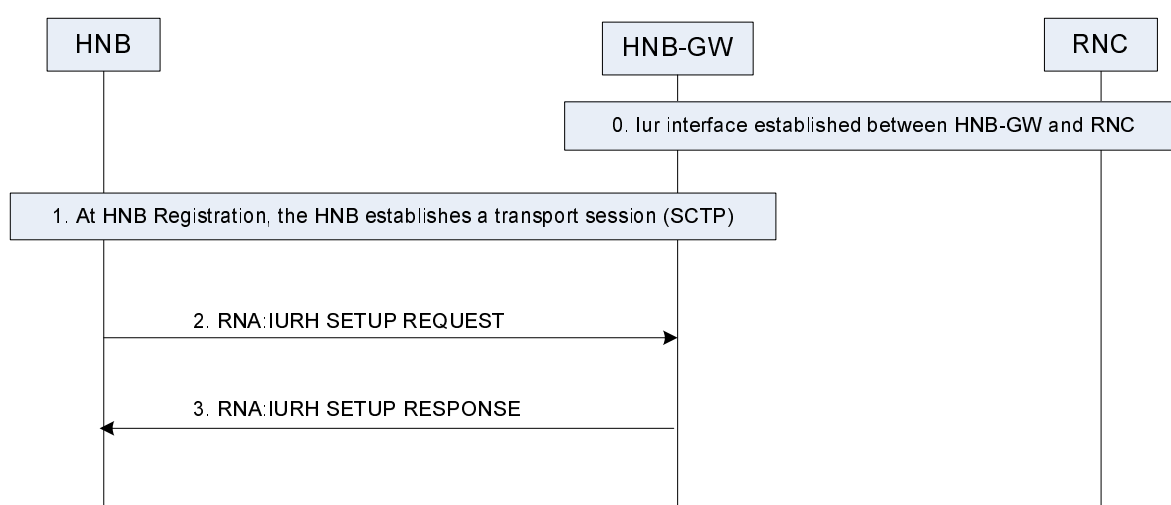 HNB
HNB-GW
RNC
0. Iur interface established between HNB-GW and RNC
1. At HNB Registration, the HNB establishes a transport session (SCTP)
2. RNA:IURH SETUP REQUEST
3. RNA:IURH SETUP RESPONSE